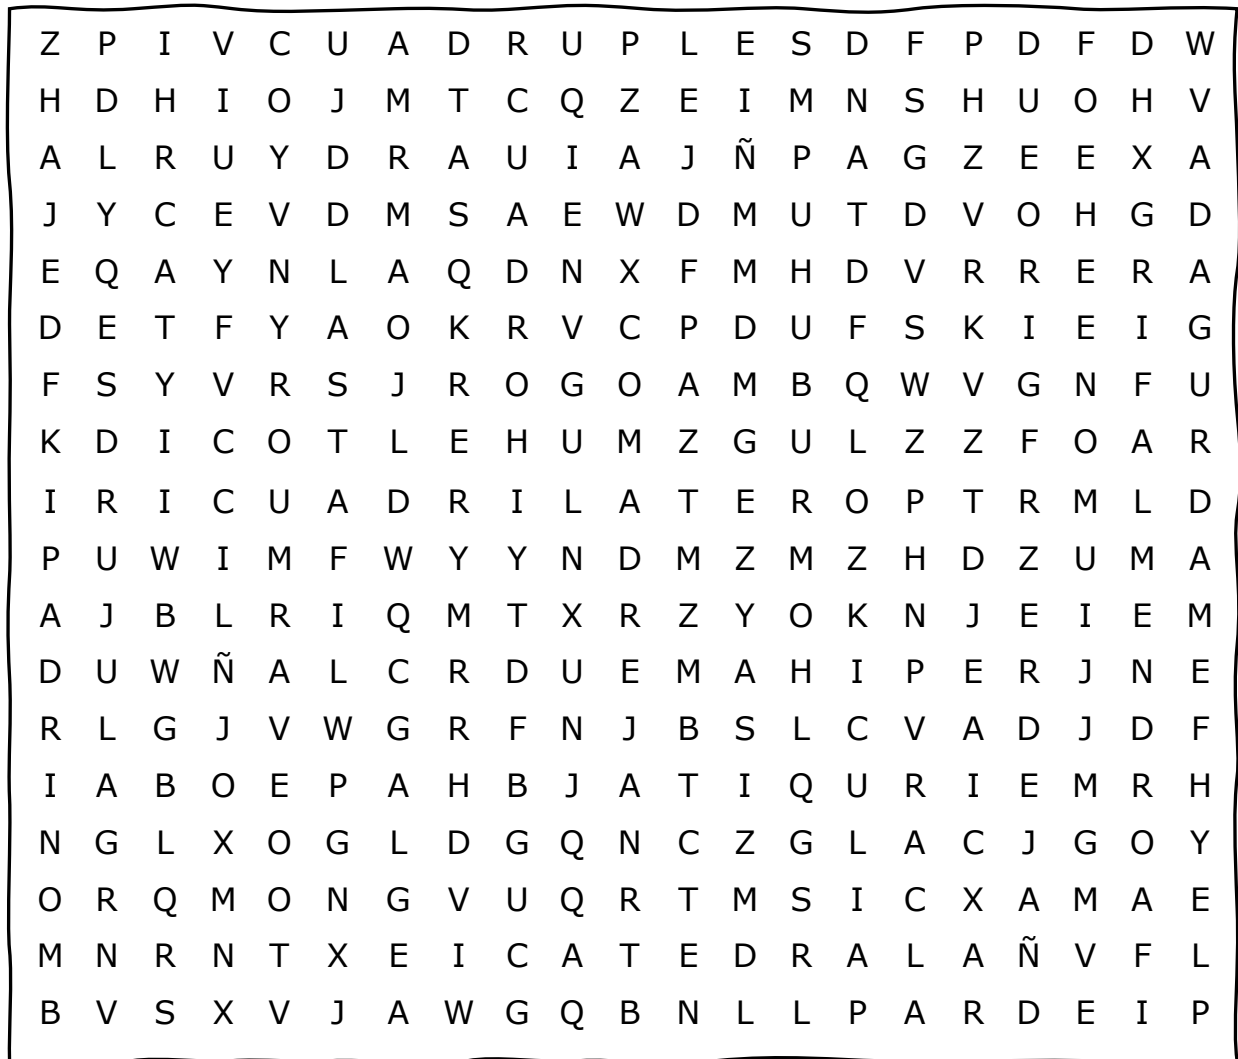 Z P I V C U A D R U P L E S D F P D F D W
H D H I O J M T C Q Z E I M N S H U O H V
A L R U Y D R A U I A J Ñ P A G Z E E X A
J Y C E V D M S A E W D M U T D V O H G D
E Q A Y N L A Q D N X F M H D V R R E R A
D E T F Y A O K R V C P D U F S K I E I G
F S Y V R S J R O G O A M B Q W V G N F U
K D I C O T L E H U M Z G U L Z Z F O A R
I R I C U A D R I L A T E R O P T R M L D
P U W I M F W Y Y N D M Z M Z H D Z U M A
A J B L R I Q M T X R Z Y O K N J E I E M
D U W Ñ A L C R D U E M A H I P E R J N E
R L G J V W G R F N J B S L C V A D J D F
I A B O E P A H B J A T I Q U R I E M R H
N G L X O G L D G Q N C Z G L A C J G O Y
O R Q M O N G V U Q R T M S I C X A M A E
M N R N T X E I C A T E D R A L A Ñ V F L
B V S X V J A W G Q B N L L P A R D E I P